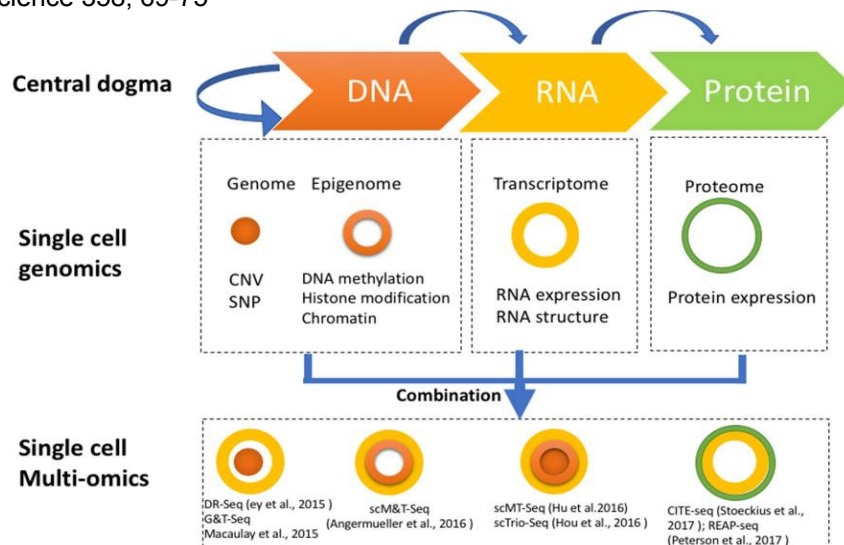 Central dogma
DNA
RNA
Protein
Single cell
genomics
Genome Epigenome
CNV
SNP
DNA methylation
Histone modification
Chromatin
Transcriptome
RNA expression
RNA structure
Proteome
Protein expression
Combination
Single cell
Multi-omics
DR-Seq (ey et al., 2015 )
G&T-Seq
Macaulay et al., 2015
scM&T-Seq
(Angermueller et al., 2016 )
scMT-Seq (Hu et al.2016)
scTrio-Seq (Hou et al., 2016 )
CITE-seq (Stoeckius et al.,
2017 ); REAP-seq
(Peterson et al., 2017 )